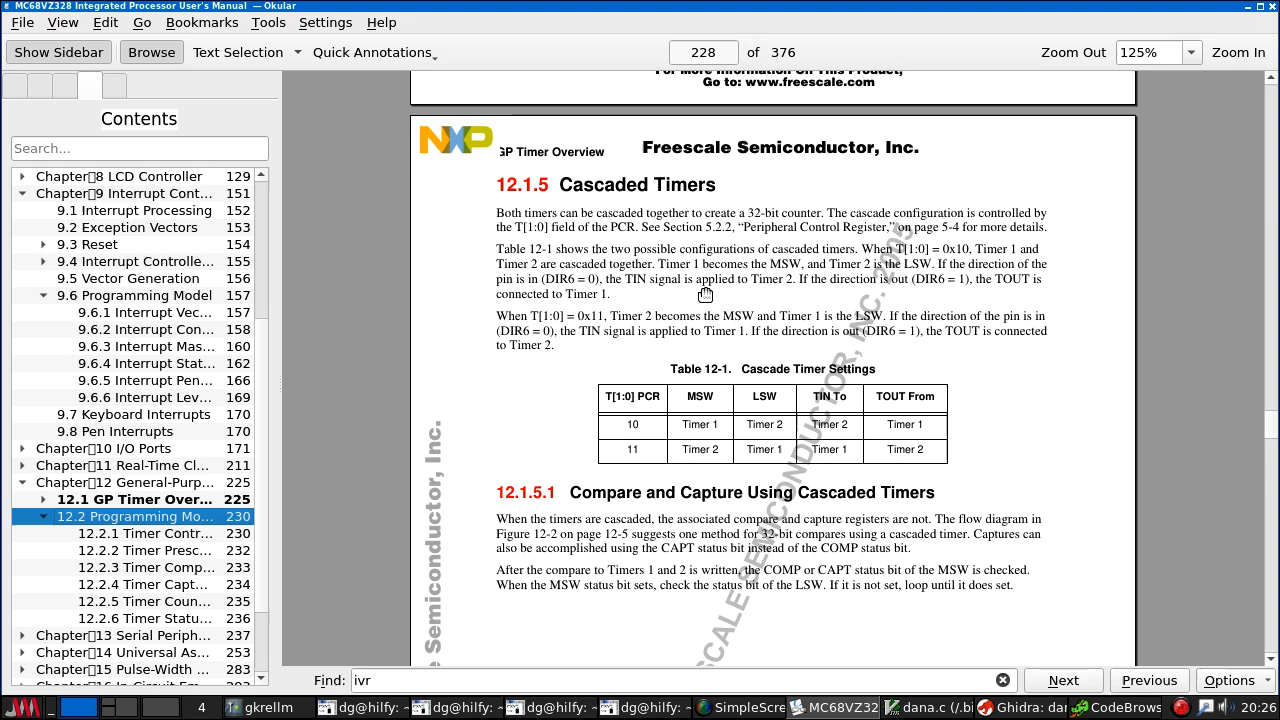 MC68VZ328 Integrated Processor User's Manual — Okular
File View Edit Go Bookmarks Tools Settings Help
Show Sidebar Browse Text Selection Quick Annotations 228 of 376 Zoom Out 125% Zoom In
Contents
Search...
Chapter 8 LCD Controller 129
Chapter 9 Interrupt Cont... 151
9.1 Interrupt Processing 152
9.2 Exception Vectors 153
9.3 Reset 154
9.4 Interrupt Controlle... 155
9.5 Vector Generation 156
9.6 Programming Model 157
9.6.1 Interrupt Vec... 157
9.6.2 Interrupt Con... 158
9.6.3 Interrupt Mas... 160
9.6.4 Interrupt Stat... 162
9.6.5 Interrupt Pen... 166
9.6.6 Interrupt Lev... 169
9.7 Keyboard Interrupts 170
9.8 Pen Interrupts 170
Chapter 10 I/O Ports 171
Chapter 11 Real-Time Cl... 211
Chapter 12 General-Purp... 225
12.1 GP Timer Over... 225
12.2 Programming Mo... 230
12.2.1 Timer Contr... 230
12.2.2 Timer Presc... 232
12.2.3 Timer Comp... 233
12.2.4 Timer Capt... 234
12.2.5 Timer Coun... 235
12.2.6 Timer Statu... 236
Chapter 13 Serial Periph... 237
Chapter 14 Universal As... 253
Chapter 15 Pulse-Width ... 283
For More Information On This Product,
Go to: www.freescale.com
NXP
GP Timer Overview Freescale Semiconductor, Inc.
12.1.5 Cascaded Timers
Both timers can be cascaded together to create a 32-bit counter. The cascade configuration is controlled by
the T[1:0] field of the PCR. See Section 5.2.2, “Peripheral Control Register,” on page 5-4 for more details.
Table 12-1 shows the two possible configurations of cascaded timers. When T[1:0] = 0x10, Timer 1 and
Timer 2 are cascaded together. Timer 1 becomes the MSW, and Timer 2 is the LSW. If the direction of the
pin is in (DIR6 = 0), the TIN signal is applied to Timer 2. If the direction is out (DIR6 = 1), the TOUT is
connected to Timer 1.
When T[1:0] = 0x11, Timer 2 becomes the MSW and Timer 1 is the LSW. If the direction of the pin is in
(DIR6 = 0), the TIN signal is applied to Timer 1. If the direction is out (DIR6 = 1), the TOUT is connected
to Timer 2.
Table 12-1. Cascade Timer Settings
T[1:0] PCR MSW LSW TIN To TOUT From
10 Timer 1 Timer 2 Timer 2 Timer 1
11 Timer 2 Timer 1 Timer 1 Timer 2
12.1.5.1 Compare and Capture Using Cascaded Timers
When the timers are cascaded, the associated compare and capture registers are not. The flow diagram in
Figure 12-2 on page 12-5 suggests one method for 32-bit compares using a cascaded timer. Captures can
also be accomplished using the CAPT status bit instead of the COMP status bit.
After the compare to Timers 1 and 2 is written, the COMP or CAPT status bit of the MSW is checked.
When the MSW status bit sets, check the status bit of the LSW. If it is not set, loop until it does set.
e Semiconductor, Inc.
SCALE SEMICONDUCTOR, INC. 2005
Find: ivr Next Previous Options
4 gkrellm dg@hilfy: ~ dg@hilfy: ~ dg@hilfy: ~ dg@hilfy: ~ SimpleScre MC68VZ32 dana.c (/.bi Ghidra: dar CodeBrows 20:26